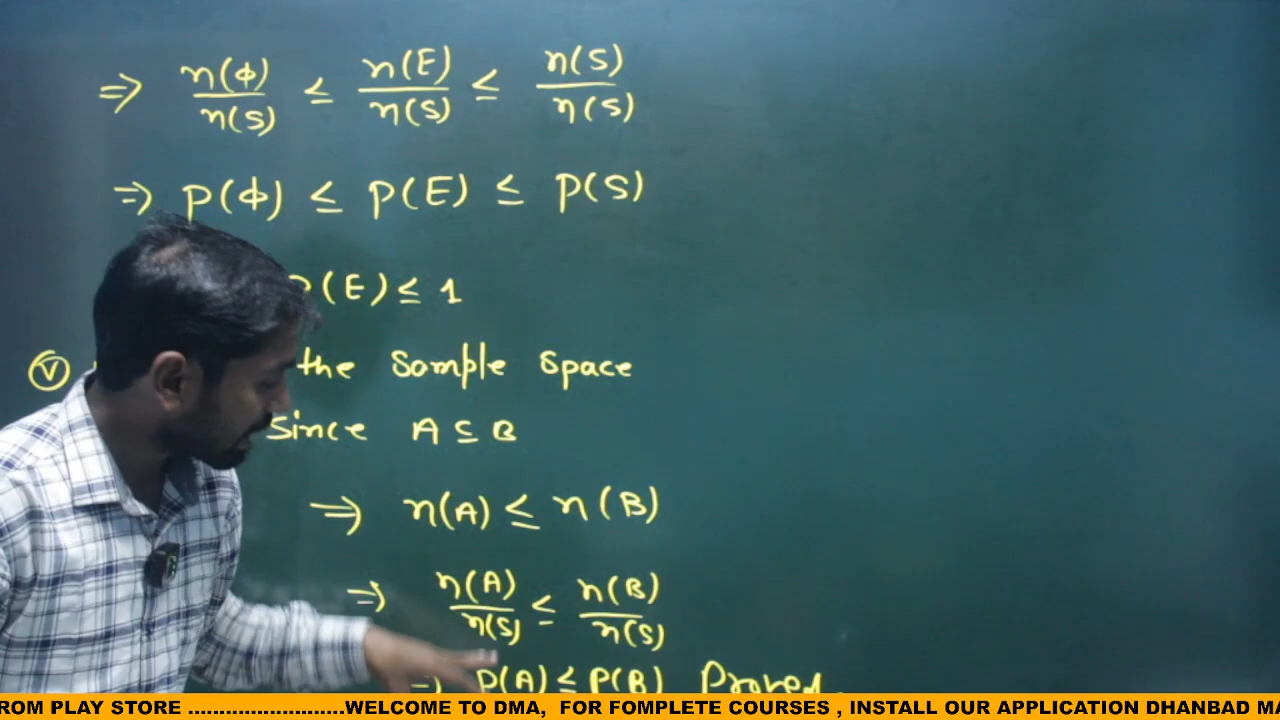 ⇒ n(ϕ)/n(S) ≤ n(E)/n(S) ≤ n(S)/n(S)
⇒ P(ϕ) ≤ P(E) ≤ P(S)
P(E) ≤ 1
Ⓥ the Sample Space
Since A ⊆ B
⇒ n(A) ≤ n(B)
⇒ n(A)/n(S) ≤ n(B)/n(S)
⇒ P(A) ≤ P(B) Proved.
ROM PLAY STORE ........................WELCOME TO DMA, FOR FOMPLETE COURSES , INSTALL OUR APPLICATION DHANBAD MA